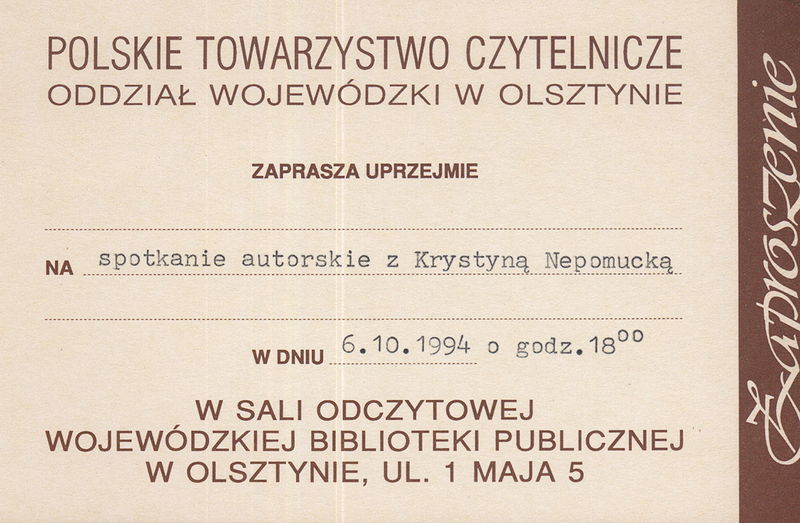 POLSKIE TOWARZYSTWO CZYTELNICZE
ODDZIAŁ WOJEWÓDZKI W OLSZTYNIE
ZAPRASZA UPRZEJMIE
NA spotkanie autorskie z Krystyną Nepomucką
W DNIU 6.10.1994 o godz.18⁰⁰
W SALI ODCZYTOWEJ
WOJEWÓDZKIEJ BIBLIOTEKI PUBLICZNEJ
W OLSZTYNIE, UL. 1 MAJA 5
Zaproszenie